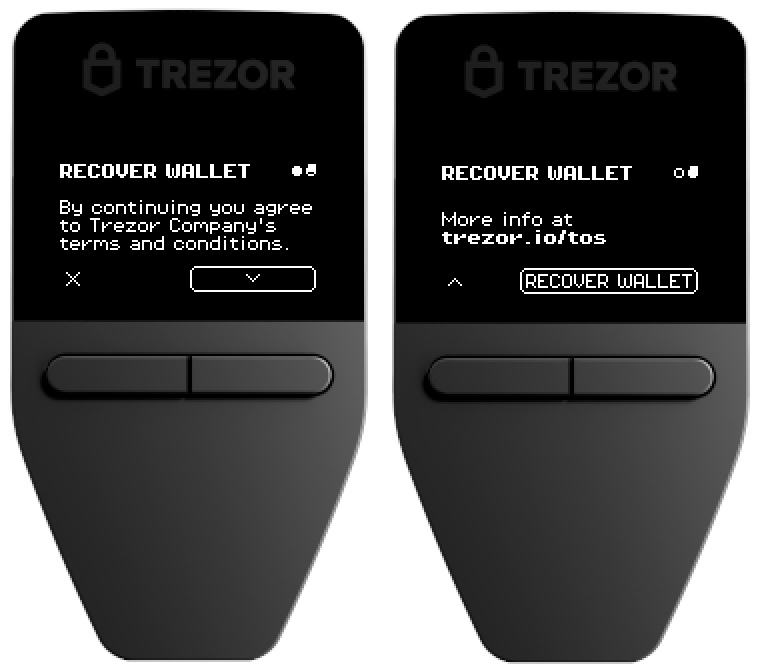 TREZOR
RECOVER WALLET
By continuing you agree
to Trezor Company's
terms and conditions.
TREZOR
RECOVER WALLET
More info at
trezor.io/tos
RECOVER WALLET